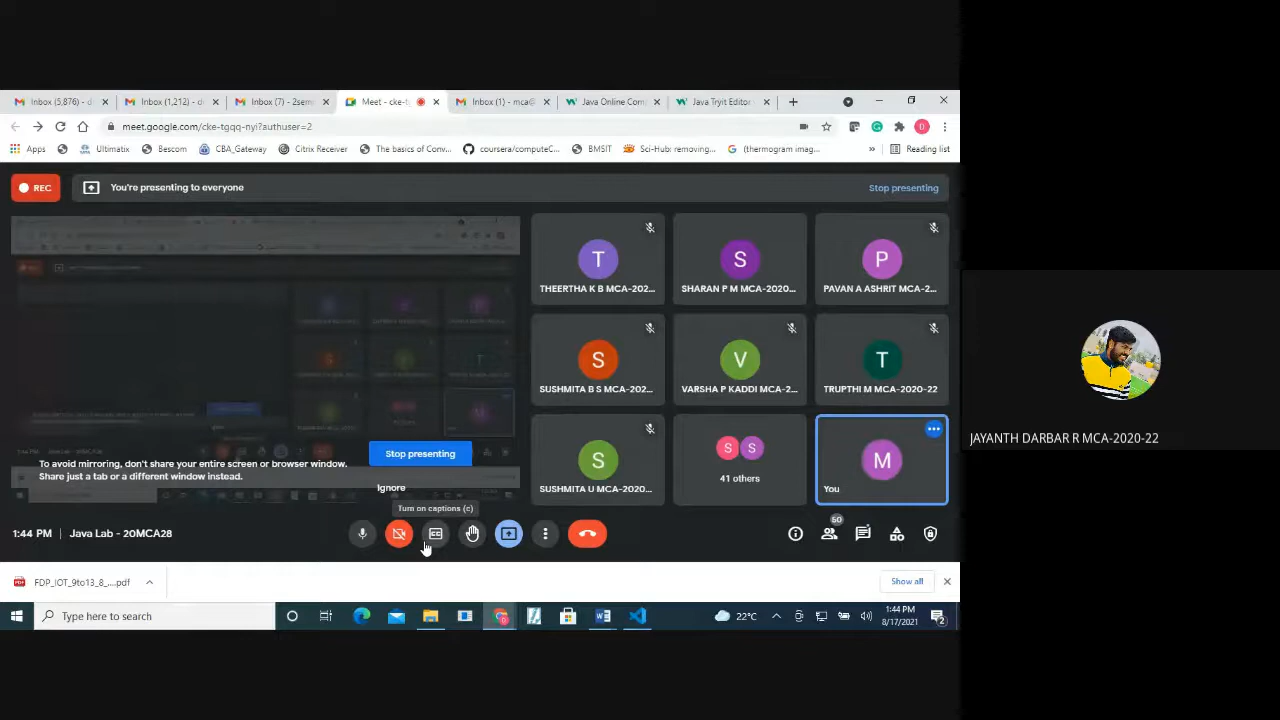 Inbox (5,876) - d
Inbox (1,212) - d
Inbox (7) - 2sem
Meet - cke-t
Inbox (1) - mca@
Java Online Com
Java Tryit Editor
meet.google.com/cke-tgqq-nyi?authuser=2
Apps
Ultimatix
Bescom
CBA_Gateway
Citrix Receiver
The basics of Conv...
coursera/computeC...
BMSIT
Sci-Hub: removing...
(thermogram imag...
»
Reading list
REC
You're presenting to everyone
Stop presenting
T
THEERTHA K B MCA-202...
S
SHARAN P M MCA-2020...
P
PAVAN A ASHRIT MCA-2...
S
SUSHMITA B S MCA-202...
V
VARSHA P KADDI MCA-2...
T
TRUPTHI M MCA-2020-22
S
SUSHMITA U MCA-2020...
S S
41 others
M
You
To avoid mirroring, don't share your entire screen or browser window.
Share just a tab or a different window instead.
Stop presenting
Ignore
Turn on captions (c)
1:44 PM | Java Lab - 20MCA28
50
FDP_IOT_9to13_8_....pdf
Show all
Type here to search
22°C
1:44 PM
8/17/2021
2
JAYANTH DARBAR R MCA-2020-22